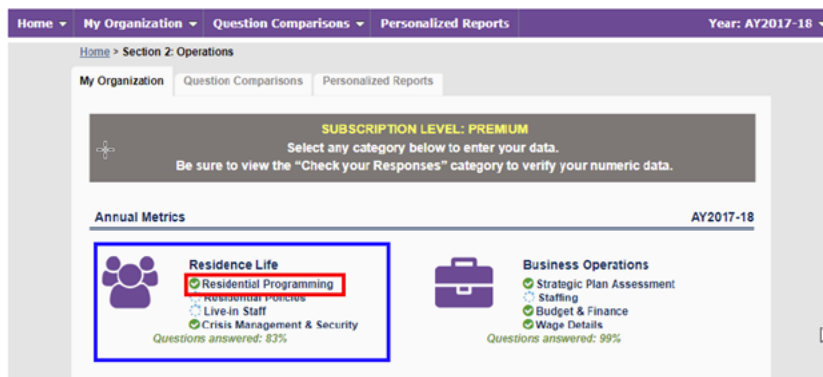 Home My Organization Question Comparisons Personalized Reports Year: AY2017-18
Home > Section 2: Operations
My Organization Question Comparisons Personalized Reports
SUBSCRIPTION LEVEL: PREMIUM
Select any category below to enter your data.
Be sure to view the “Check your Responses” category to verify your numeric data.
Annual Metrics AY2017-18
Residence Life
Residential Programming
Residential Policies
Live-in Staff
Crisis Management & Security
Questions answered: 83%
Business Operations
Strategic Plan Assessment
Staffing
Budget & Finance
Wage Details
Questions answered: 99%